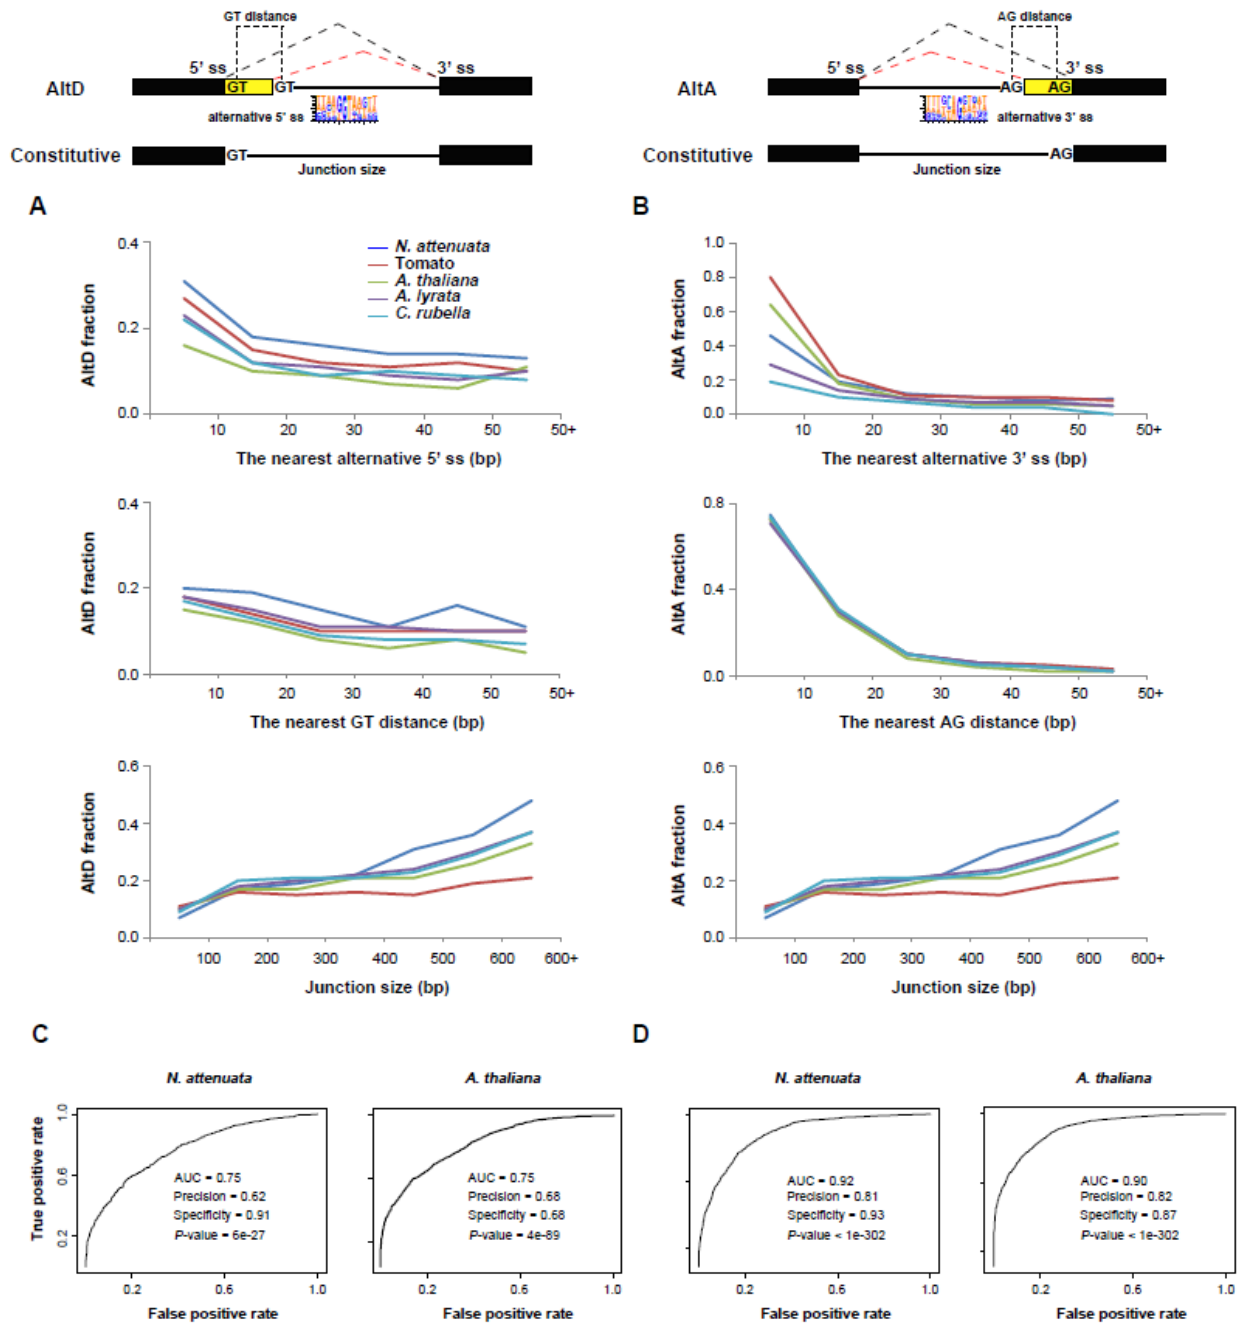 GT distance
AG distance
5' ss
3' ss
5' ss
3' ss
AltD
GT
GT
AltA
AG
AG
alternative 5' ss
alternative 3' ss
Constitutive
GT
Constitutive
AG
Junction size
Junction size
A
B
0.4
0.2
0.0
AltD fraction
N. attenuata
Tomato
A. thaliana
A. lyrata
C. rubella
10 20 30 40 50 50+
The nearest alternative 5' ss (bp)
1.0
0.8
0.6
0.4
0.2
0.0
AltA fraction
10 20 30 40 50 50+
The nearest alternative 3' ss (bp)
0.4
0.2
0.0
AltD fraction
10 20 30 40 50 50+
The nearest GT distance (bp)
0.8
0.4
0.0
AltA fraction
10 20 30 40 50 50+
The nearest AG distance (bp)
0.6
0.4
0.2
0.0
AltD fraction
100 200 300 400 500 600+
Junction size (bp)
0.6
0.4
0.2
0.0
AltA fraction
100 200 300 400 500 600+
Junction size (bp)
C
D
N. attenuata
A. thaliana
N. attenuata
A. thaliana
True positive rate
1.0
0.6
0.2
AUC = 0.75
Precision = 0.62
Specificity = 0.91
P-value = 6e-27
0.2 0.6 1.0
False positive rate
AUC = 0.75
Precision = 0.68
Specificity = 0.68
P-value = 4e-89
0.2 0.6 1.0
False positive rate
AUC = 0.92
Precision = 0.81
Specificity = 0.93
P-value < 1e-302
0.2 0.6 1.0
False positive rate
AUC = 0.90
Precision = 0.82
Specificity = 0.87
P-value < 1e-302
0.2 0.6 1.0
False positive rate